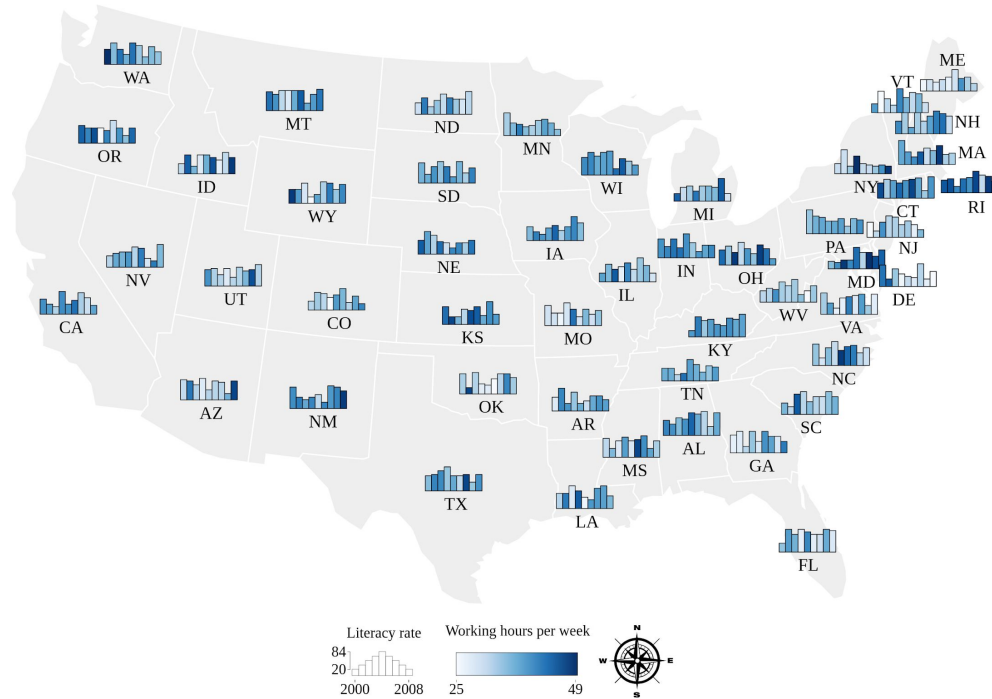 ME
VT
WA
MT
ND
NH
MN
OR
MA
WI
NY
ID
SD
CT
RI
MI
WY
PA
NJ
IA
NE
IN
OH
MD
NV
IL
UT
DE
WV
VA
CO
CA
KS
MO
KY
NC
TN
OK
AZ
NM
AR
SC
AL
GA
MS
TX
LA
FL
Literacy rate
84
20
2000 2008
Working hours per week
25 49
N
W E
S